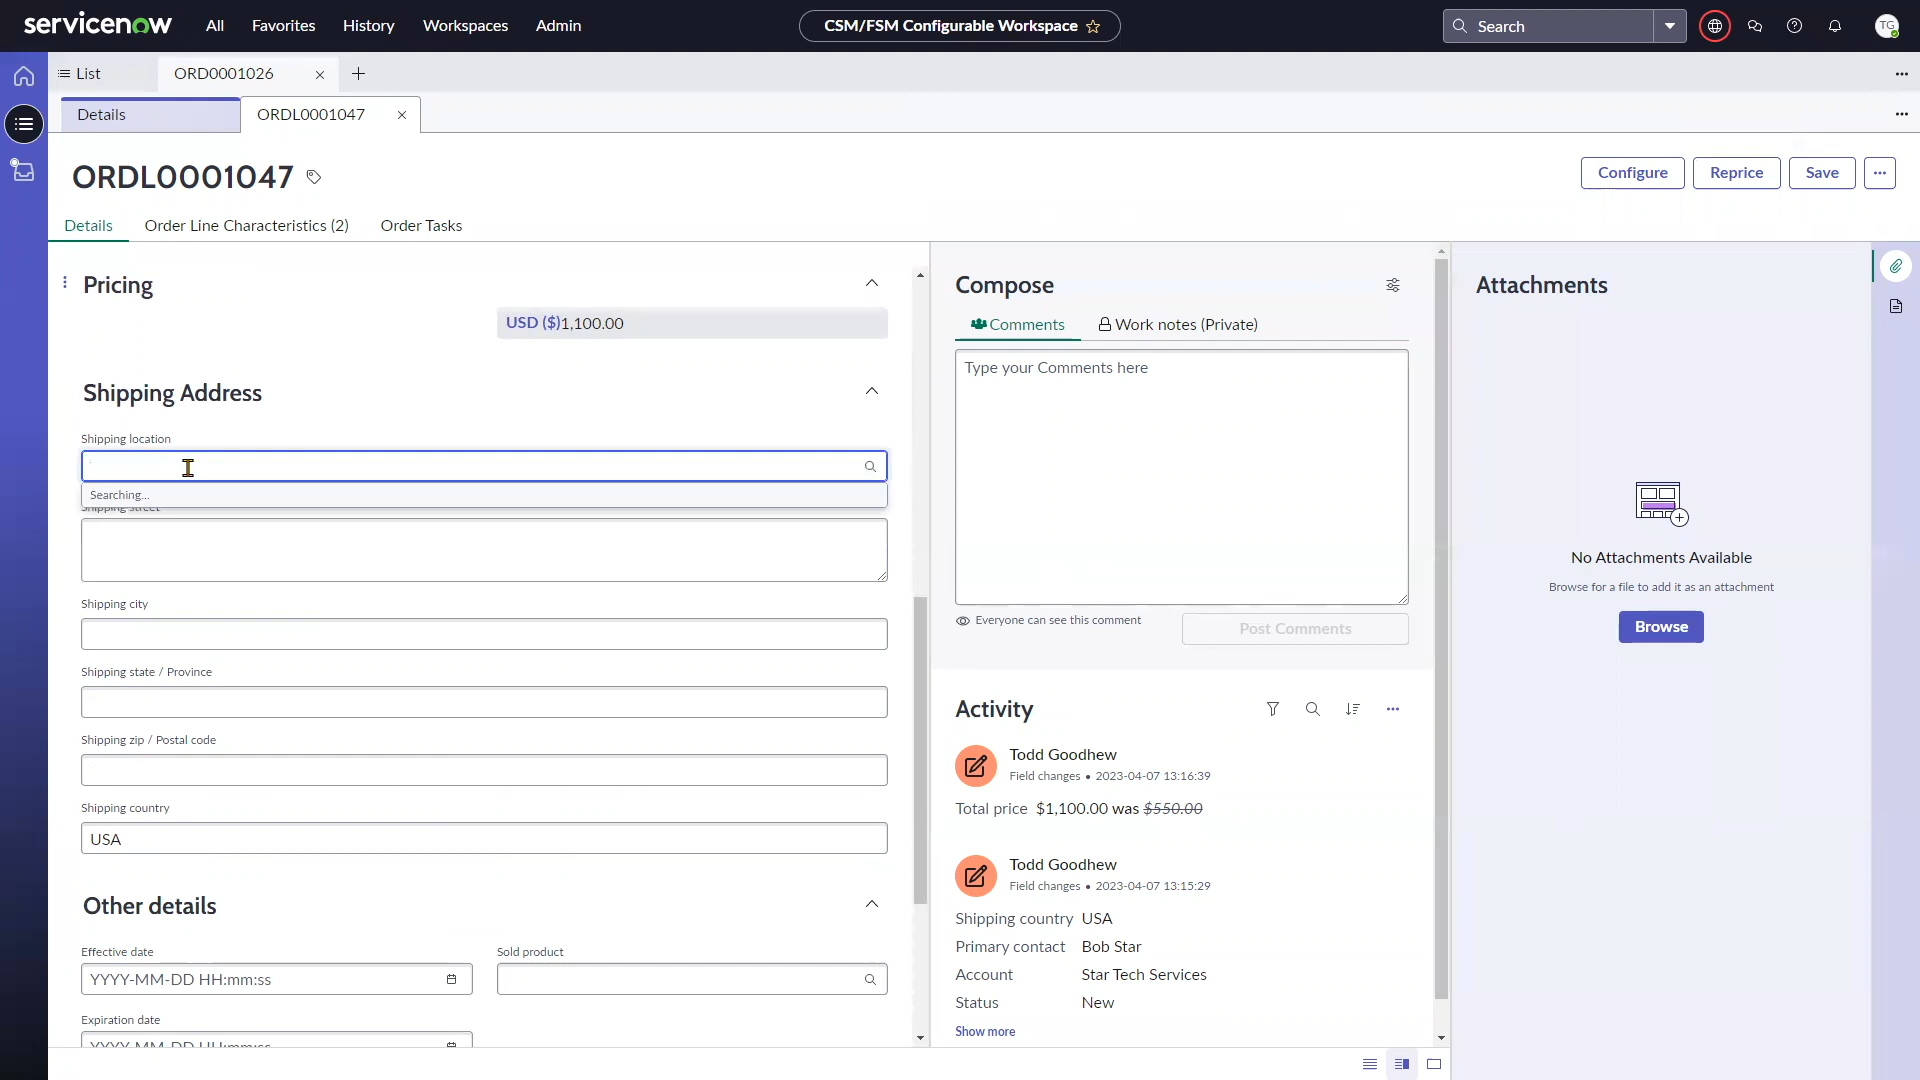 servicenow All Favorites History Workspaces Admin CSM/FSM Configurable Workspace Search TG
List ORD0001026
Details ORDL0001047
ORDL0001047
Configure Reprice Save
Details Order Line Characteristics (2) Order Tasks
Pricing
USD ($)1,100.00
Shipping Address
Shipping location
Searching...
Shipping street
Shipping city
Shipping state / Province
Shipping zip / Postal code
Shipping country
USA
Other details
Effective date Sold product
YYYY-MM-DD HH:mm:ss
Expiration date
YYYY-MM-DD HH:mm:ss
Compose
Comments Work notes (Private)
Type your Comments here
Everyone can see this comment Post Comments
Activity
Todd Goodhew
Field changes • 2023-04-07 13:16:39
Total price $1,100.00 was $550.00
Todd Goodhew
Field changes • 2023-04-07 13:15:29
Shipping country USA
Primary contact Bob Star
Account Star Tech Services
Status New
Show more
Attachments
No Attachments Available
Browse for a file to add it as an attachment
Browse